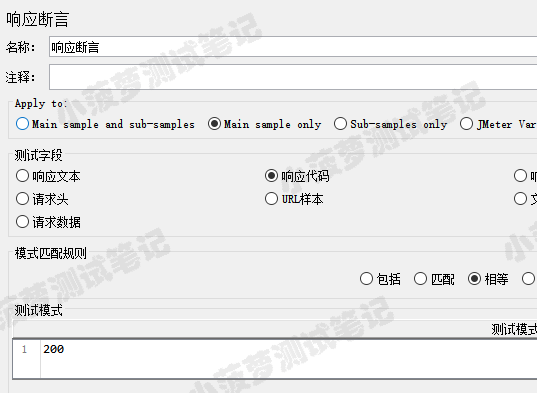 响应断言
名称： 响应断言
注释：
Apply to:
Main sample and sub-samples Main sample only Sub-samples only JMeter Var
测试字段
响应文本 响应代码
请求头 URL样本
请求数据
模式匹配规则
包括 匹配 相等
测试模式
测试模式
1 200
小菠萝测试笔记
小菠萝测试笔记
小菠萝测试笔记
小菠萝测试笔记